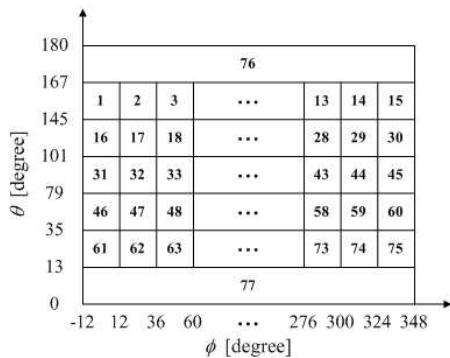 180
76
167
1 2 3 ... 13 14 15
145
16 17 18 ... 28 29 30
101
31 32 33 ... 43 44 45
79
46 47 48 ... 58 59 60
35
61 62 63 ... 73 74 75
13
77
0
-12 12 36 60 ... 276 300 324 348
θ [degree]
ϕ [degree]